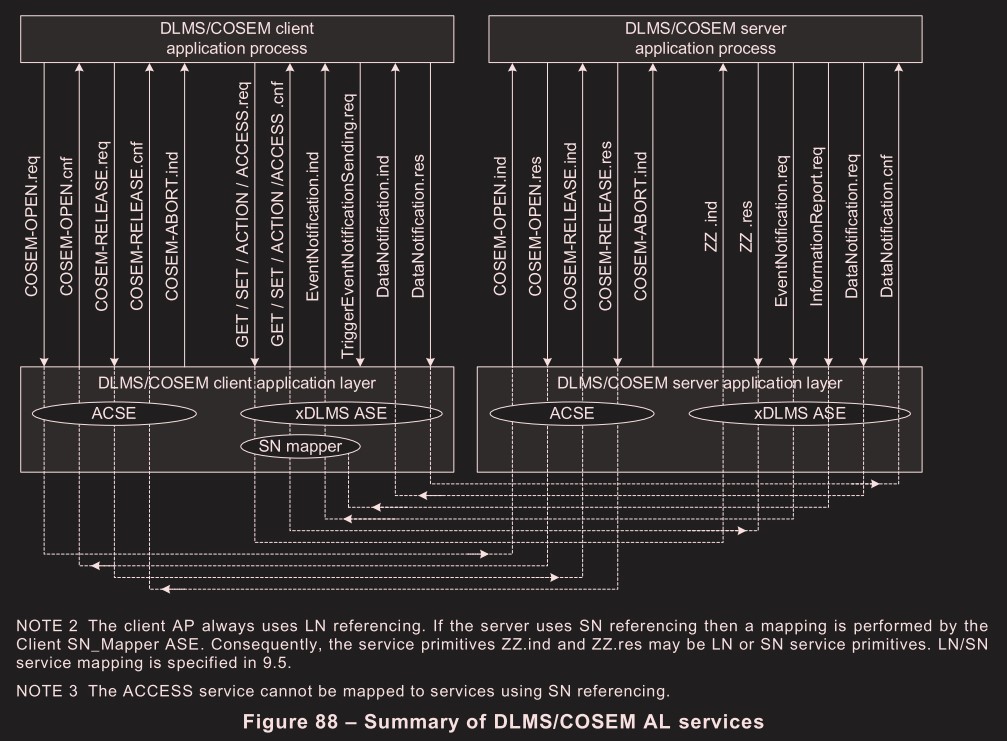 DLMS/COSEM client
application process
DLMS/COSEM server
application process
COSEM-OPEN.req
COSEM-OPEN.cnf
COSEM-RELEASE.req
COSEM-RELEASE.cnf
COSEM-ABORT.ind
GET / SET / ACTION / ACCESS.req
GET / SET / ACTION /ACCESS .cnf
EventNotification.ind
TriggerEventNotificationSending.req
DataNotification.ind
DataNotification.res
COSEM-OPEN.ind
COSEM-OPEN.res
COSEM-RELEASE.ind
COSEM-RELEASE.res
COSEM-ABORT.ind
ZZ .ind
ZZ .res
EventNotification.req
InformationReport.req
DataNotification.req
DataNotification.cnf
DLMS/COSEM client application layer
ACSE
xDLMS ASE
SN mapper
DLMS/COSEM server application layer
ACSE
xDLMS ASE
NOTE 2 The client AP always uses LN referencing. If the server uses SN referencing then a mapping is performed by the
Client SN_Mapper ASE. Consequently, the service primitives ZZ.ind and ZZ.res may be LN or SN service primitives. LN/SN
service mapping is specified in 9.5.
NOTE 3 The ACCESS service cannot be mapped to services using SN referencing.
Figure 88 – Summary of DLMS/COSEM AL services